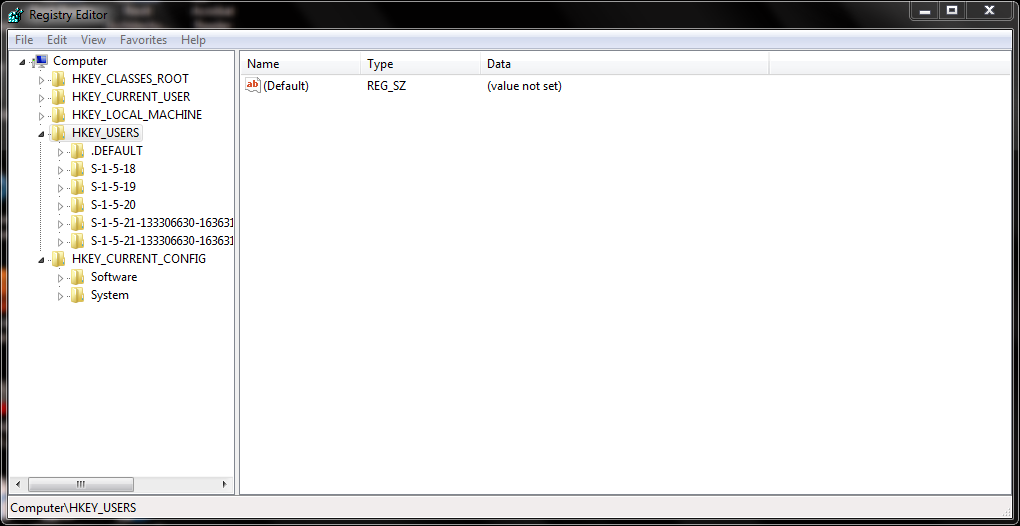 Registry Editor
File Edit View Favorites Help
Computer
HKEY_CLASSES_ROOT
HKEY_CURRENT_USER
HKEY_LOCAL_MACHINE
HKEY_USERS
.DEFAULT
S-1-5-18
S-1-5-19
S-1-5-20
S-1-5-21-133306630-163631
S-1-5-21-133306630-163631
HKEY_CURRENT_CONFIG
Software
System
Name Type Data
ab (Default) REG_SZ (value not set)
Computer\HKEY_USERS